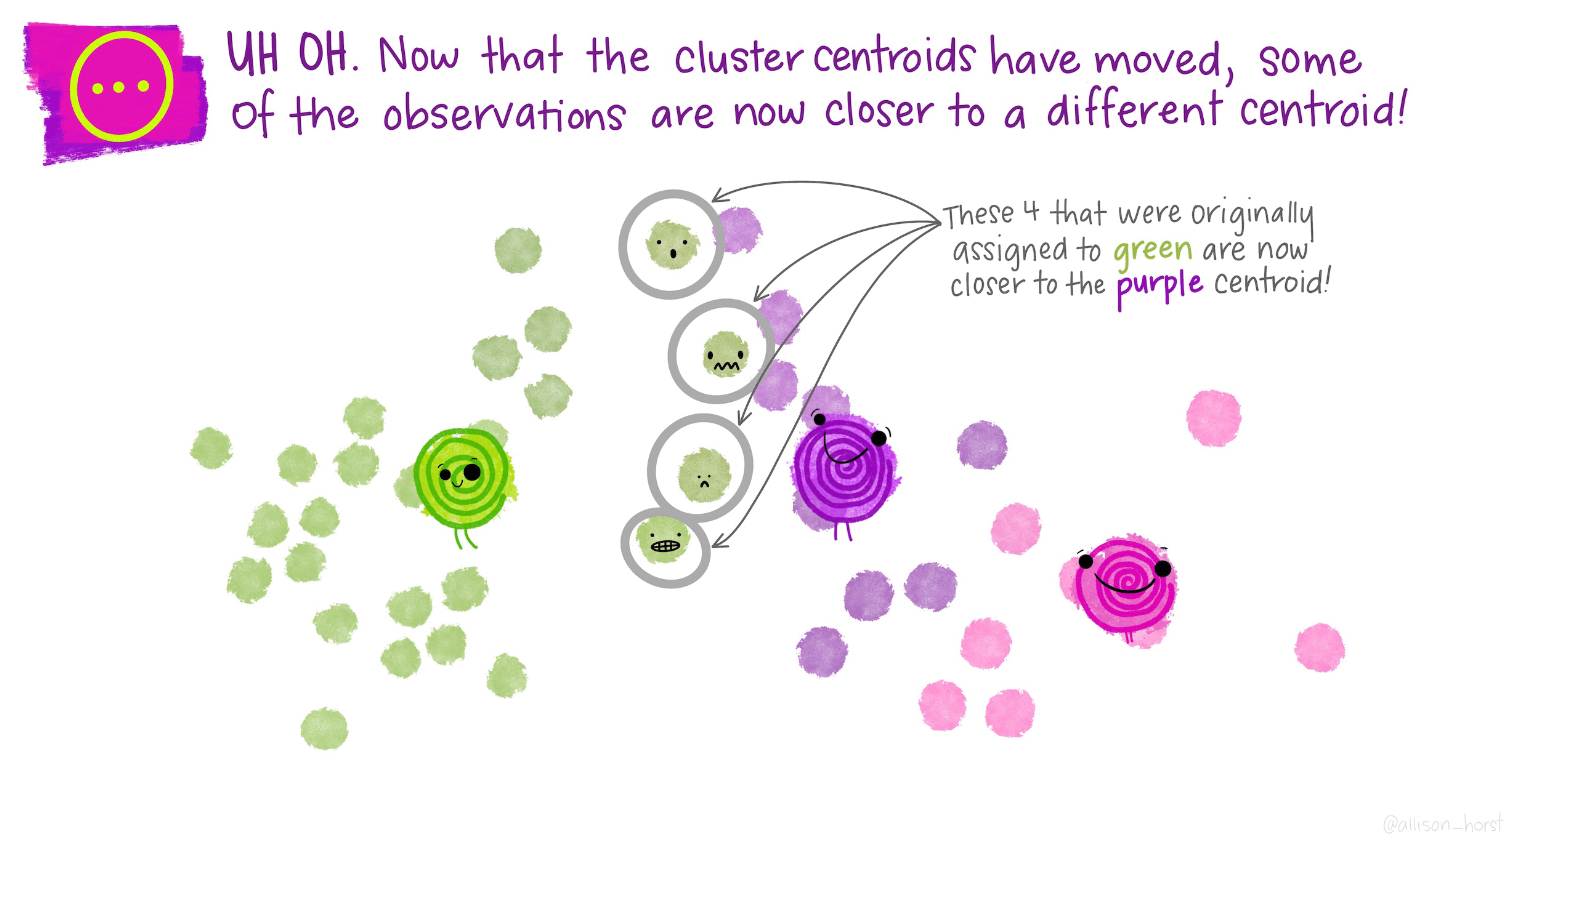 UH OH. Now that the cluster centroids have moved, some
of the observations are now closer to a different centroid!
These 4 that were originally
assigned to green are now
closer to the purple centroid!
@allison_horst